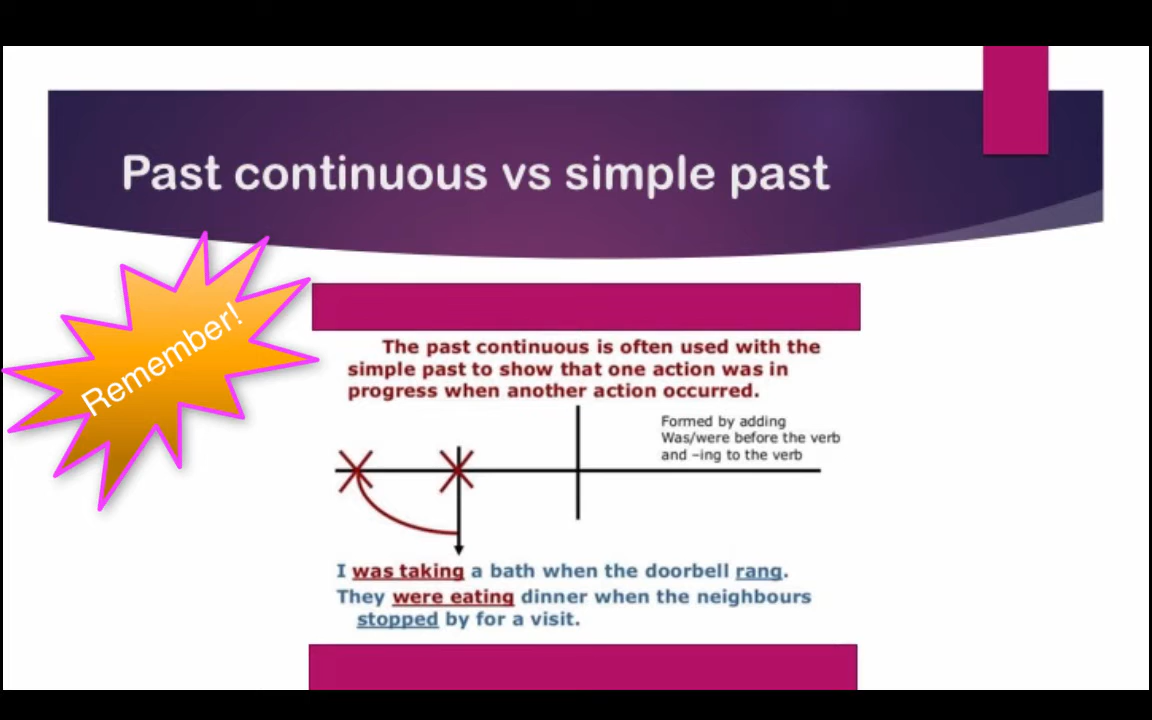 Past continuous vs simple past
Remember!
The past continuous is often used with the
simple past to show that one action was in
progress when another action occurred.
Formed by adding
Was/were before the verb
and –ing to the verb
I was taking a bath when the doorbell rang.
They were eating dinner when the neighbours
stopped by for a visit.